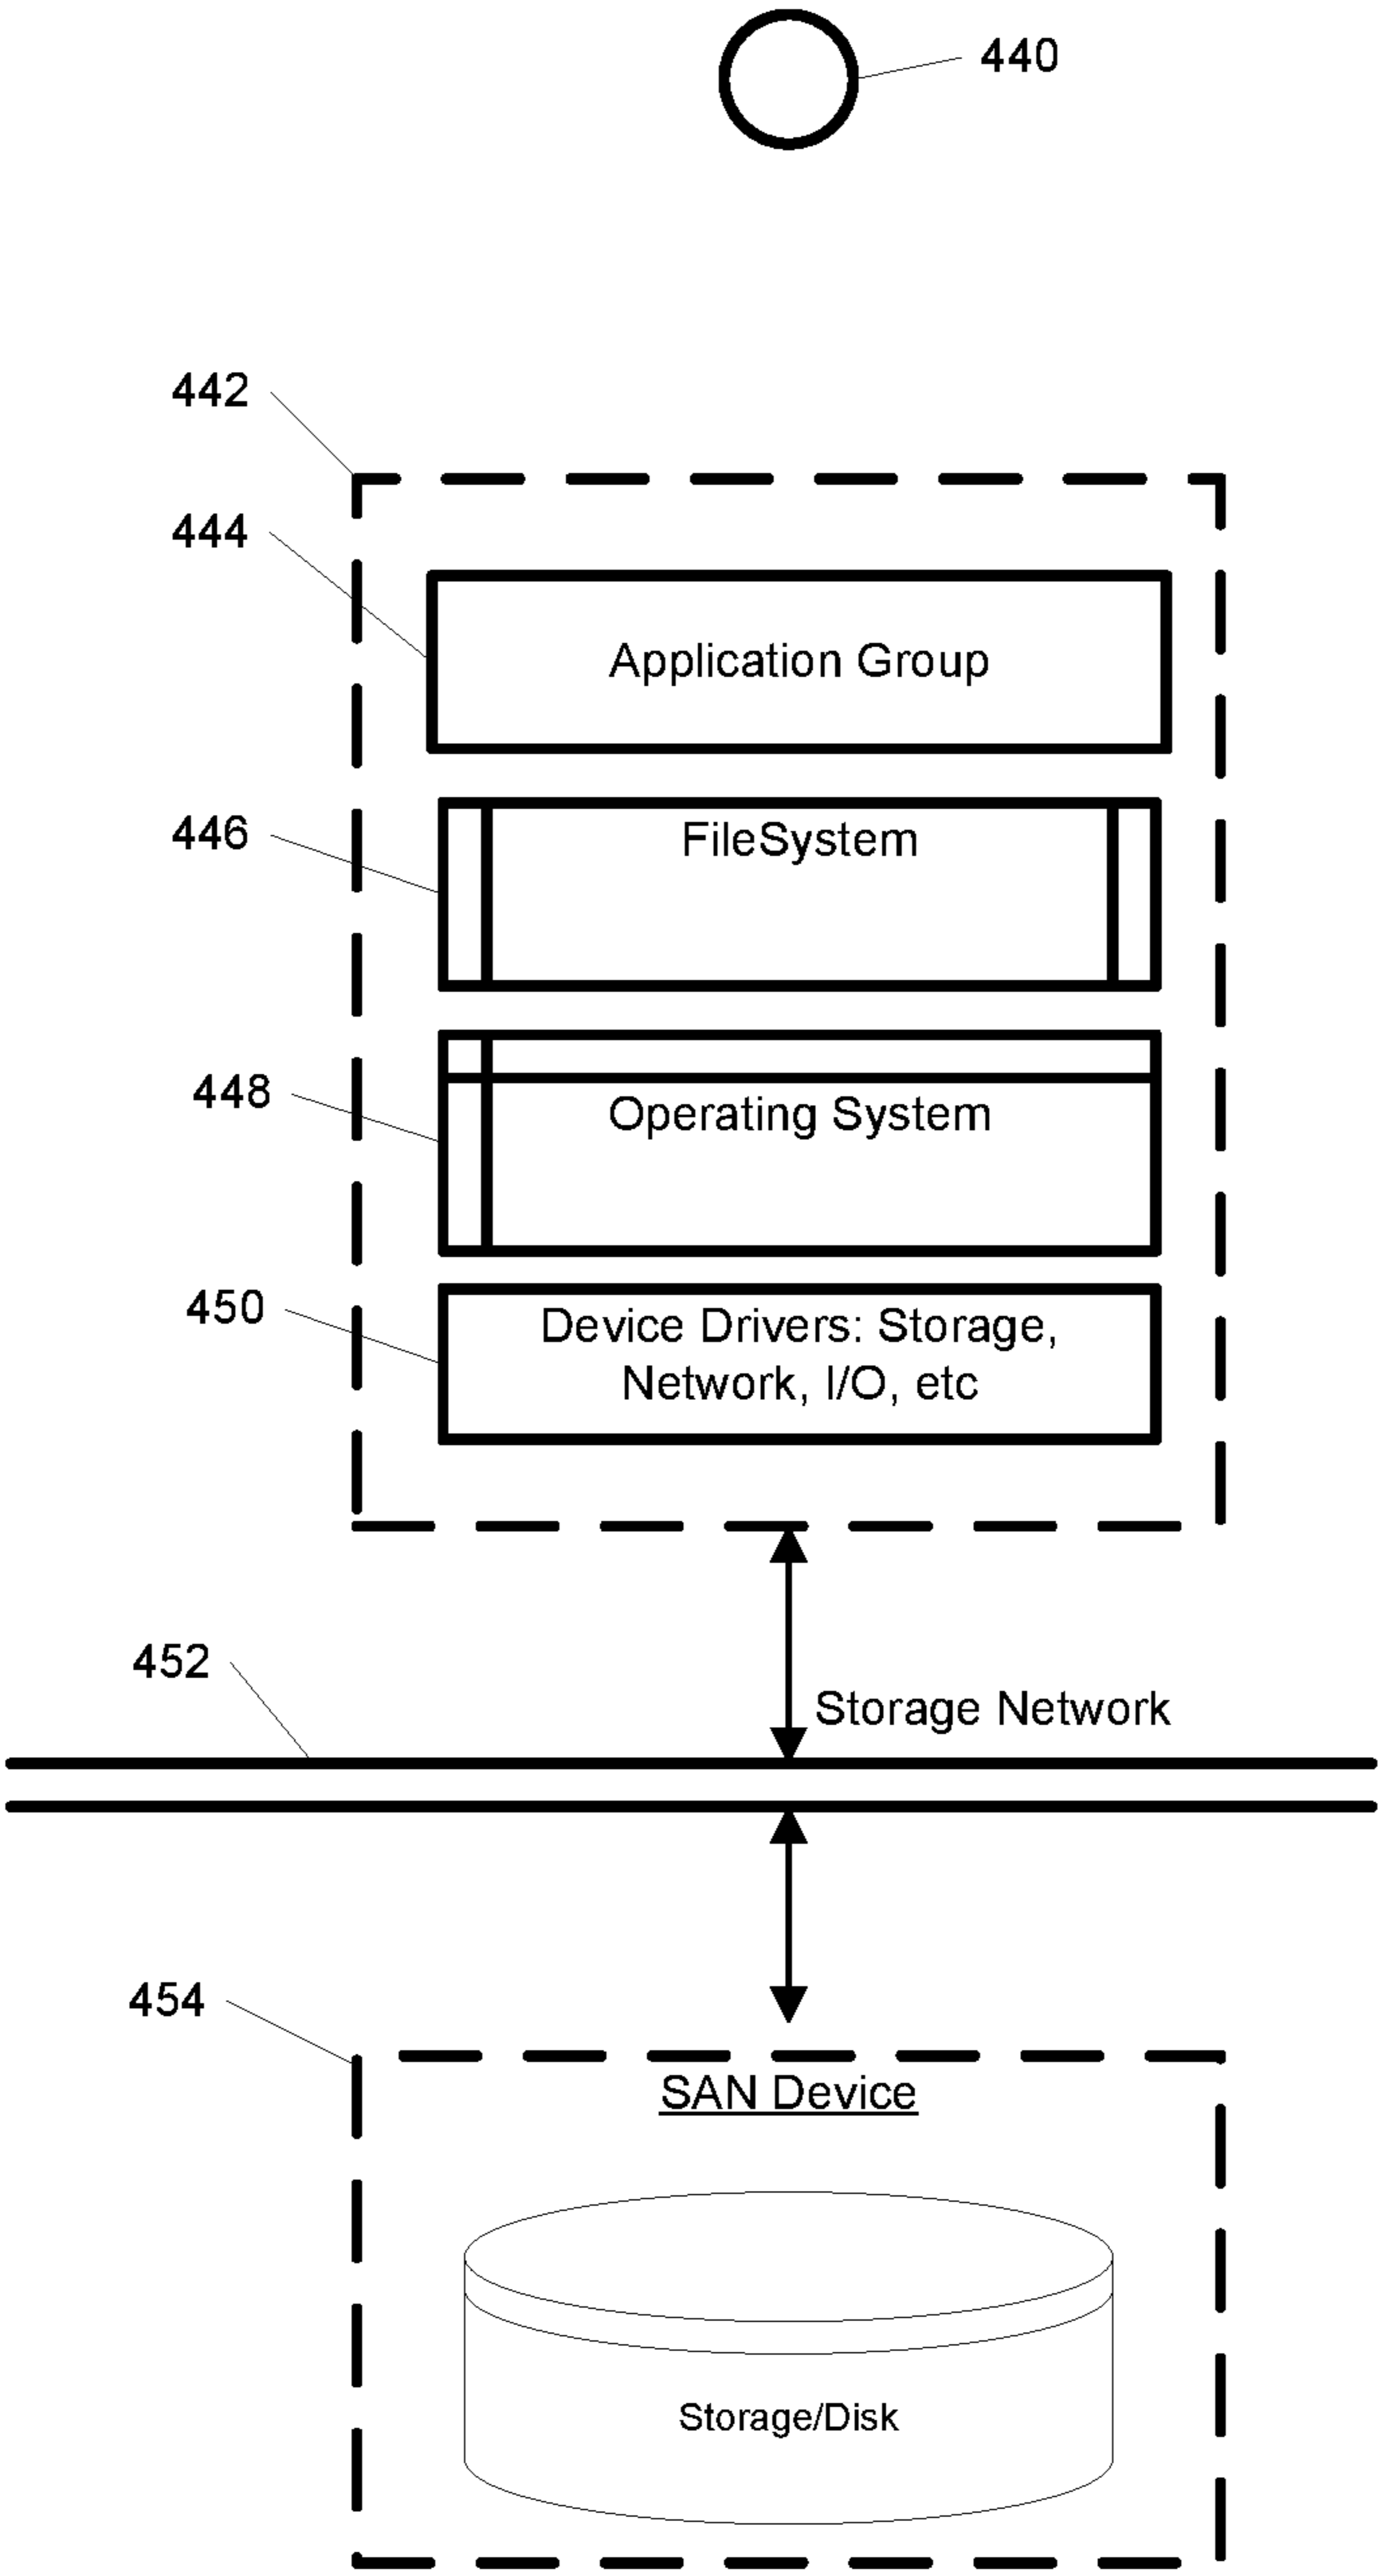 440
442
444
Application Group
446
FileSystem
448
Operating System
450
Device Drivers: Storage,
Network, I/O, etc
452
Storage Network
454
SAN Device
Storage/Disk